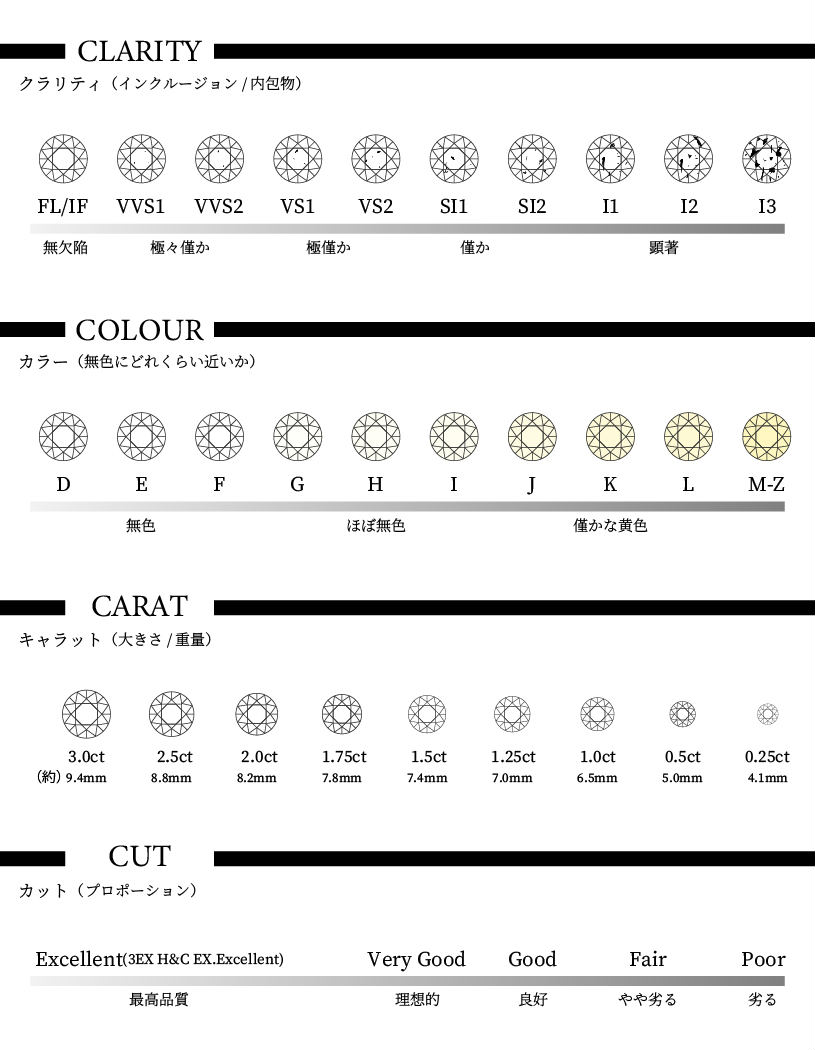 CLARITY
クラリティ（インクルージョン / 内包物）
FL/IF VVS1 VVS2 VS1 VS2 SI1 SI2 I1 I2 I3
無欠陥 極々僅か 極僅か 僅か 顕著
COLOUR
カラー（無色にどれくらい近いか）
D E F G H I J K L M-Z
無色 ほぼ無色 僅かな黄色
CARAT
キャラット（大きさ / 重量）
3.0ct 2.5ct 2.0ct 1.75ct 1.5ct 1.25ct 1.0ct 0.5ct 0.25ct
（約）9.4mm 8.8mm 8.2mm 7.8mm 7.4mm 7.0mm 6.5mm 5.0mm 4.1mm
CUT
カット（プロポーション）
Excellent(3EX H&C EX.Excellent) Very Good Good Fair Poor
最高品質 理想的 良好 やや劣る 劣る